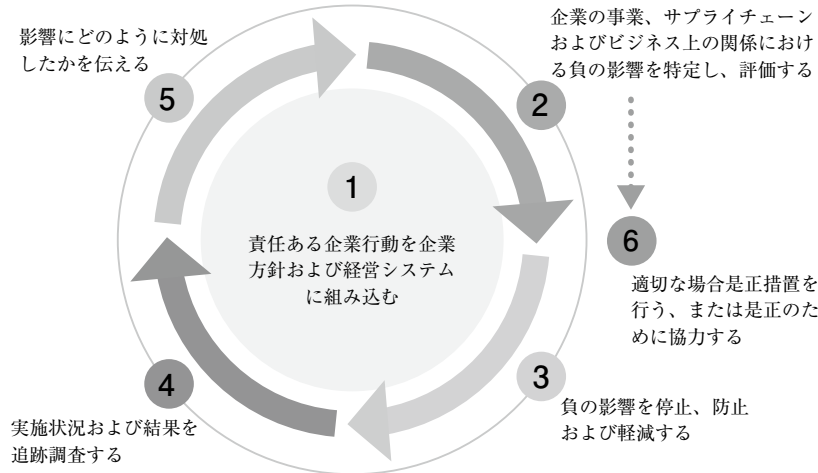 1
責任ある企業行動を企業
方針および経営システム
に組み込む
2
企業の事業、サプライチェーン
およびビジネス上の関係におけ
る負の影響を特定し、評価する
3
負の影響を停止、防止
および軽減する
4
実施状況および結果を
追跡調査する
5
影響にどのように対処
したかを伝える
6
適切な場合是正措置を
行う、または是正のた
めに協力する